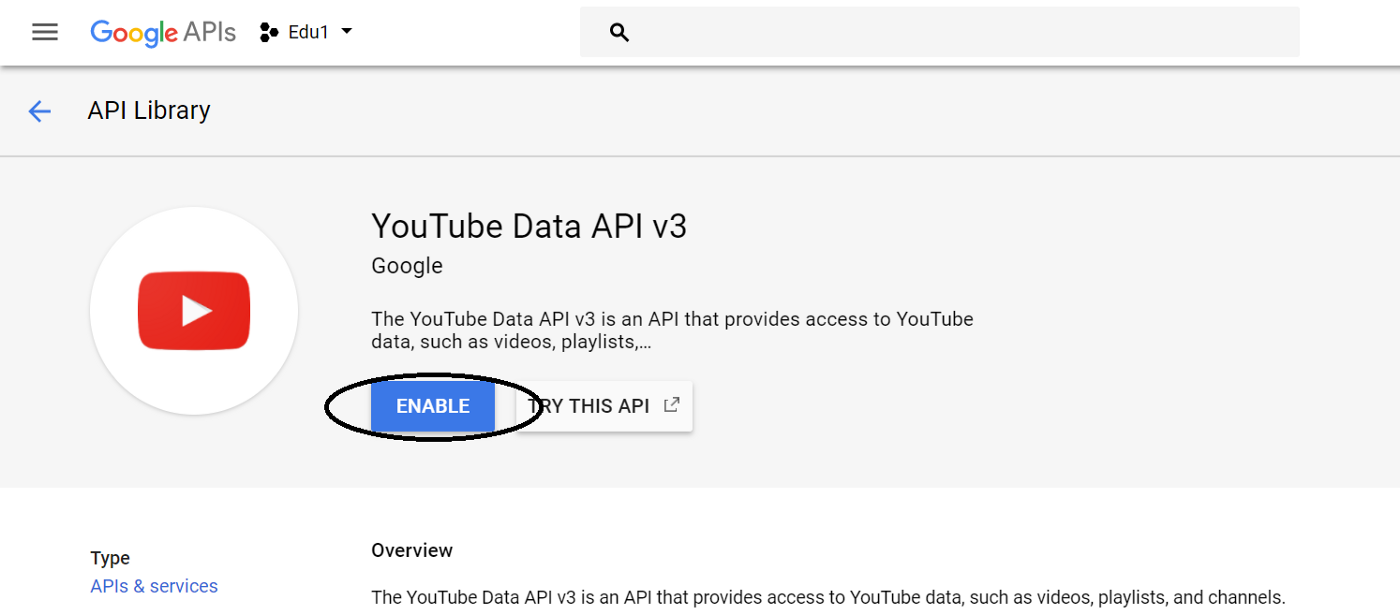 Google APIs
Edu1
API Library
YouTube Data API v3
Google
The YouTube Data API v3 is an API that provides access to YouTube
data, such as videos, playlists,...
ENABLE
TRY THIS API
Type
Overview
APIs & services
The YouTube Data API v3 is an API that provides access to YouTube data, such as videos, playlists, and channels.